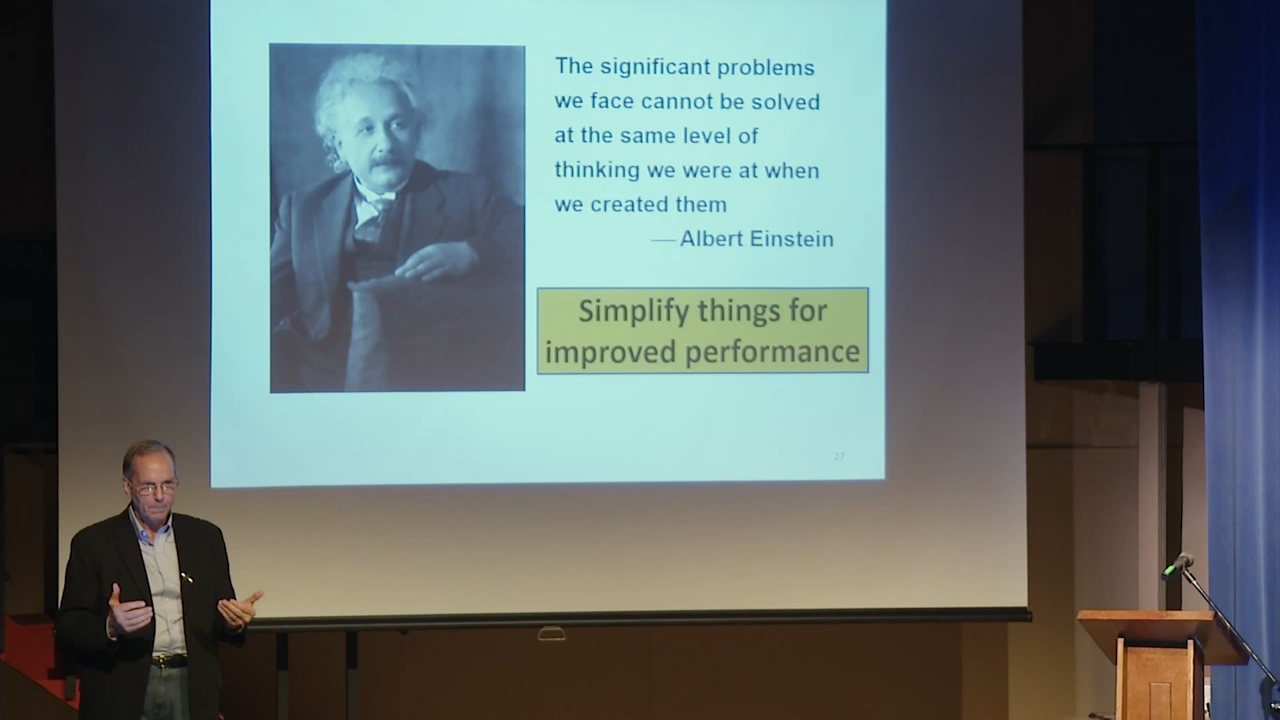 The significant problems
we face cannot be solved
at the same level of
thinking we were at when
we created them
— Albert Einstein
Simplify things for
improved performance
27